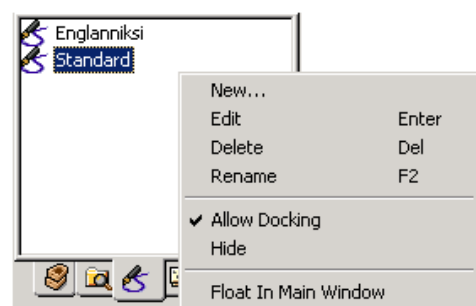 Englanniksi
Standard
New...
Edit Enter
Delete Del
Rename F2
Allow Docking
Hide
Float In Main Window